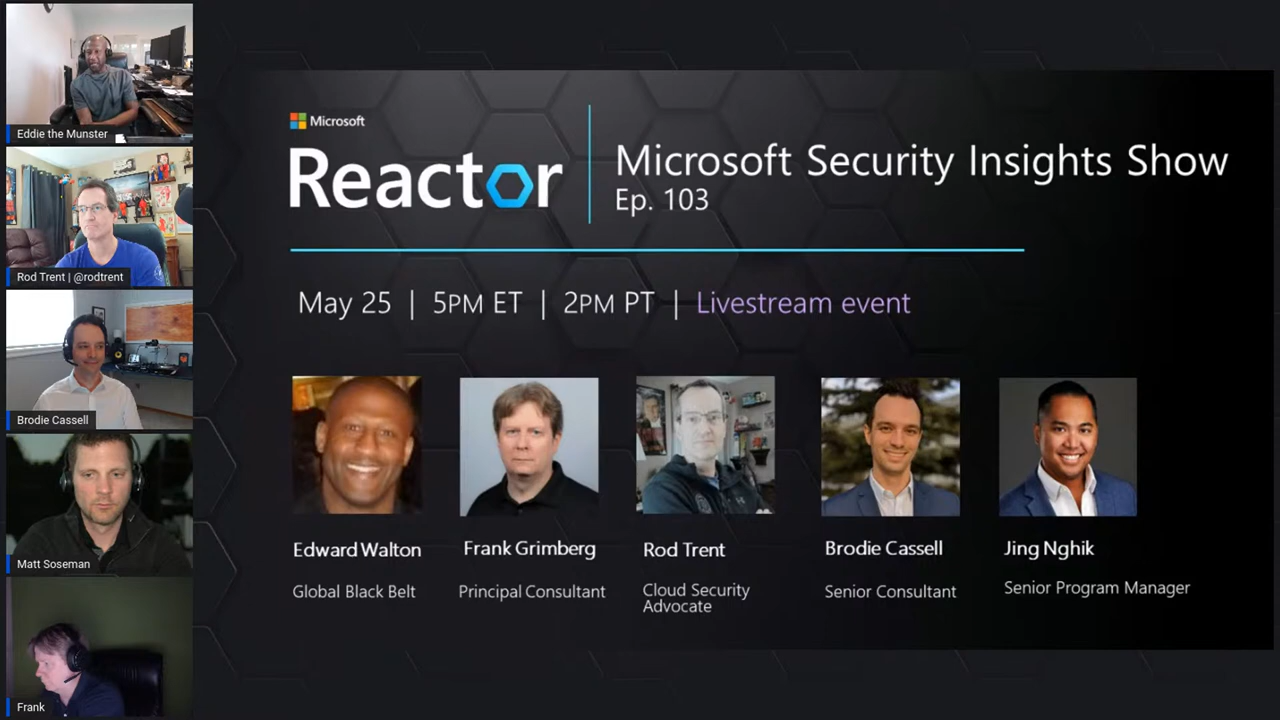 Eddie the Munster
Rod Trent | @rodtrent
Brodie Cassell
Matt Soseman
Frank
Microsoft
Reactor
Microsoft Security Insights Show
Ep. 103
May 25 | 5PM ET | 2PM PT | Livestream event
Edward Walton
Global Black Belt
Frank Grimberg
Principal Consultant
Rod Trent
Cloud Security
Advocate
Brodie Cassell
Senior Consultant
Jing Nghik
Senior Program Manager